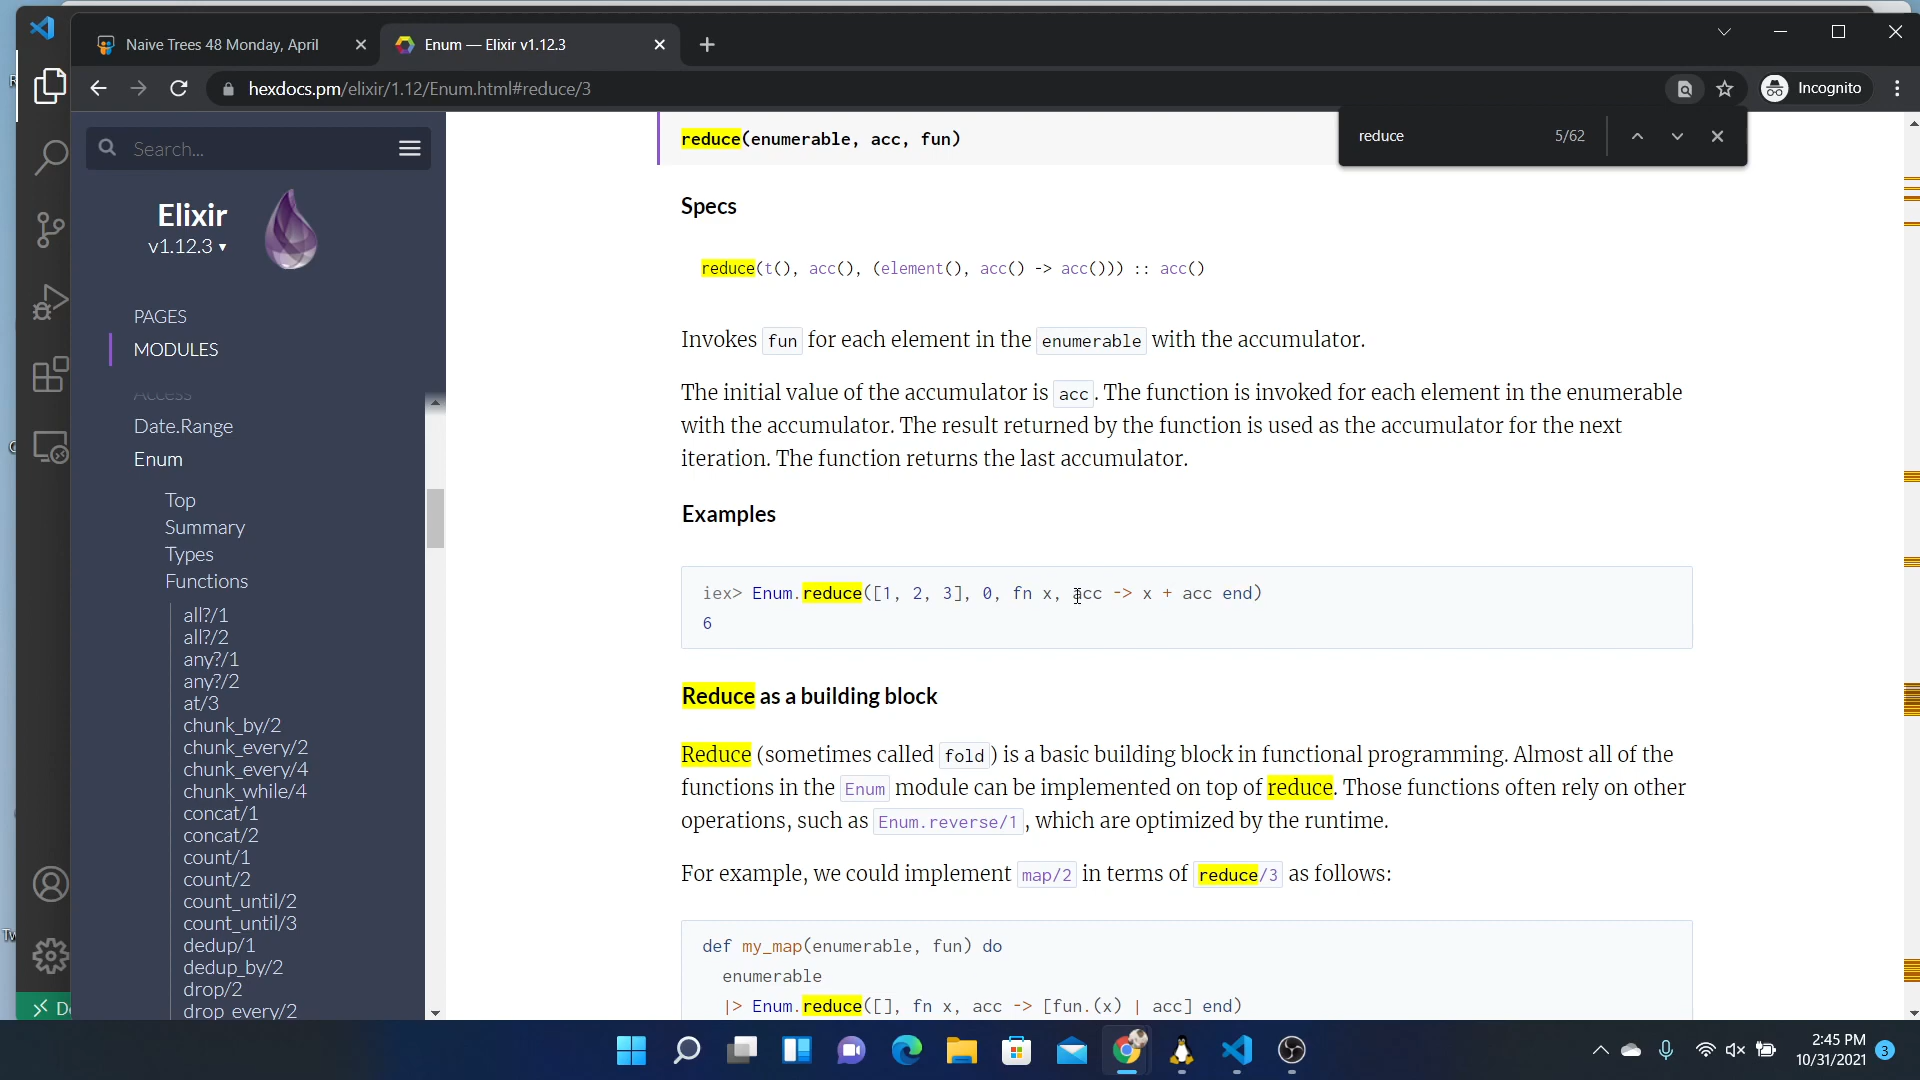 Naive Trees 48 Monday, April
Enum — Elixir v1.12.3
hexdocs.pm/elixir/1.12/Enum.html#reduce/3
Incognito
reduce
5/62
Search...
Elixir
v1.12.3
PAGES
MODULES
Access
Date.Range
Enum
Top
Summary
Types
Functions
all?/1
all?/2
any?/1
any?/2
at/3
chunk_by/2
chunk_every/2
chunk_every/4
chunk_while/4
concat/1
concat/2
count/1
count/2
count_until/2
count_until/3
dedup/1
dedup_by/2
drop/2
drop_every/2
reduce(enumerable, acc, fun)
Specs
reduce(t(), acc(), (element(), acc() -> acc())) :: acc()
Invokes fun for each element in the enumerable with the accumulator.
The initial value of the accumulator is acc. The function is invoked for each element in the enumerable
with the accumulator. The result returned by the function is used as the accumulator for the next
iteration. The function returns the last accumulator.
Examples
iex> Enum.reduce([1, 2, 3], 0, fn x, acc -> x + acc end)
6
Reduce as a building block
Reduce (sometimes called fold) is a basic building block in functional programming. Almost all of the
functions in the Enum module can be implemented on top of reduce. Those functions often rely on other
operations, such as Enum.reverse/1, which are optimized by the runtime.
For example, we could implement map/2 in terms of reduce/3 as follows:
def my_map(enumerable, fun) do
enumerable
|> Enum.reduce([], fn x, acc -> [fun.(x) | acc] end)
2:45 PM
10/31/2021
3